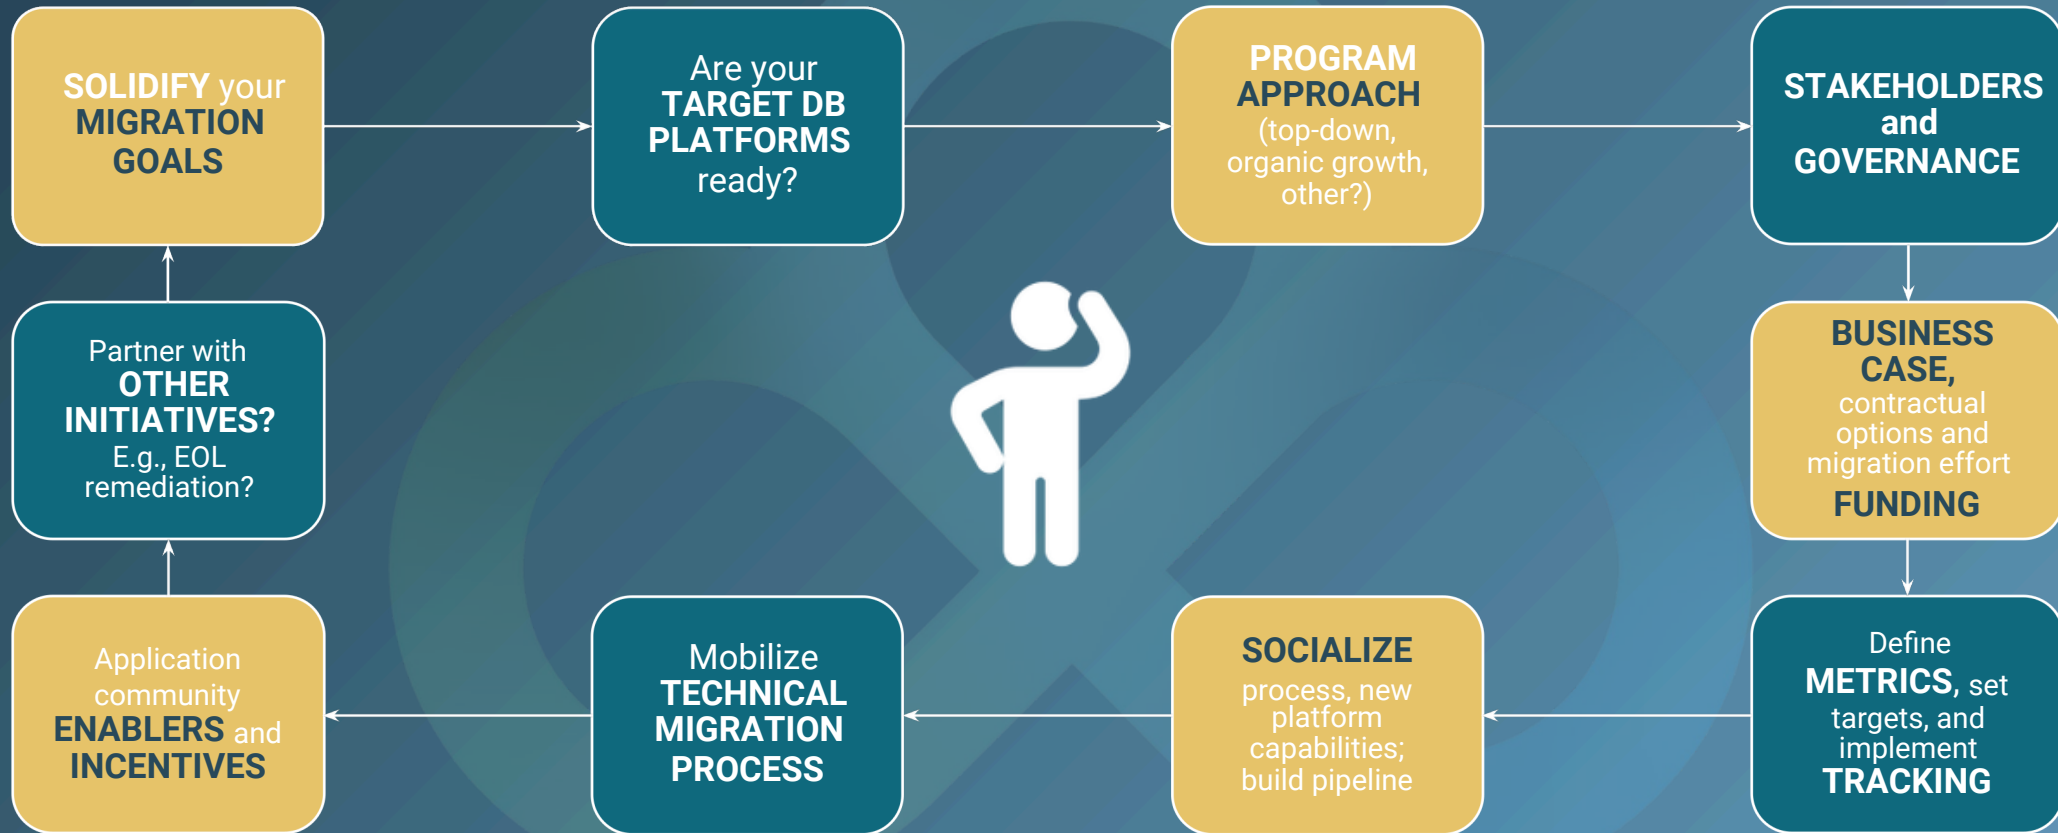 SOLIDIFY your
MIGRATION
GOALS
Are your
TARGET DB
PLATFORMS
ready?
PROGRAM
APPROACH
(top-down,
organic growth,
other?)
STAKEHOLDERS
and
GOVERNANCE
BUSINESS
CASE,
contractual
options and
migration effort
FUNDING
Define
METRICS, set
targets, and
implement
TRACKING
SOCIALIZE
process, new
platform
capabilities;
build pipeline
Mobilize
TECHNICAL
MIGRATION
PROCESS
Application
community
ENABLERS and
INCENTIVES
Partner with
OTHER
INITIATIVES?
E.g., EOL
remediation?